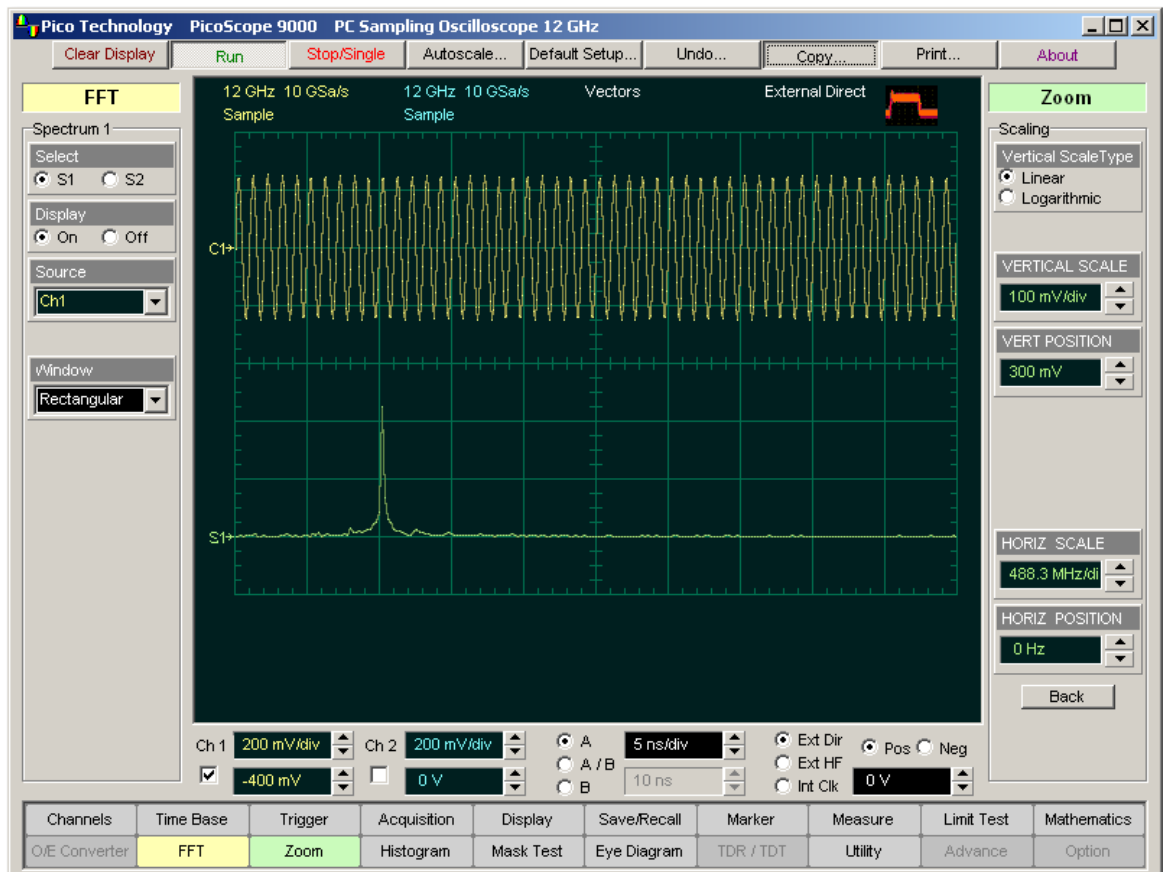 Pico Technology PicoScope 9000 PC Sampling Oscilloscope 12 GHz
Clear Display Run Stop/Single Autoscale... Default Setup... Undo... Copy... Print... About
FFT
Spectrum 1
Select
S1 S2
Display
On Off
Source
Ch1
Window
Rectangular
12 GHz 10 GSa/s 12 GHz 10 GSa/s Vectors External Direct
Sample Sample
C1
S1
Zoom
Scaling
Vertical ScaleType
Linear
Logarithmic
VERTICAL SCALE
100 mV/div
VERT POSITION
300 mV
HORIZ SCALE
488.3 MHz/di
HORIZ POSITION
0 Hz
Back
Ch 1 200 mV/div Ch 2 200 mV/div A 5 ns/div Ext Dir Pos Neg
A / B Ext HF
-400 mV 0 V B 10 ns Int Clk 0 V
Channels Time Base Trigger Acquisition Display Save/Recall Marker Measure Limit Test Mathematics
O/E Converter FFT Zoom Histogram Mask Test Eye Diagram TDR / TDT Utility Advance Option